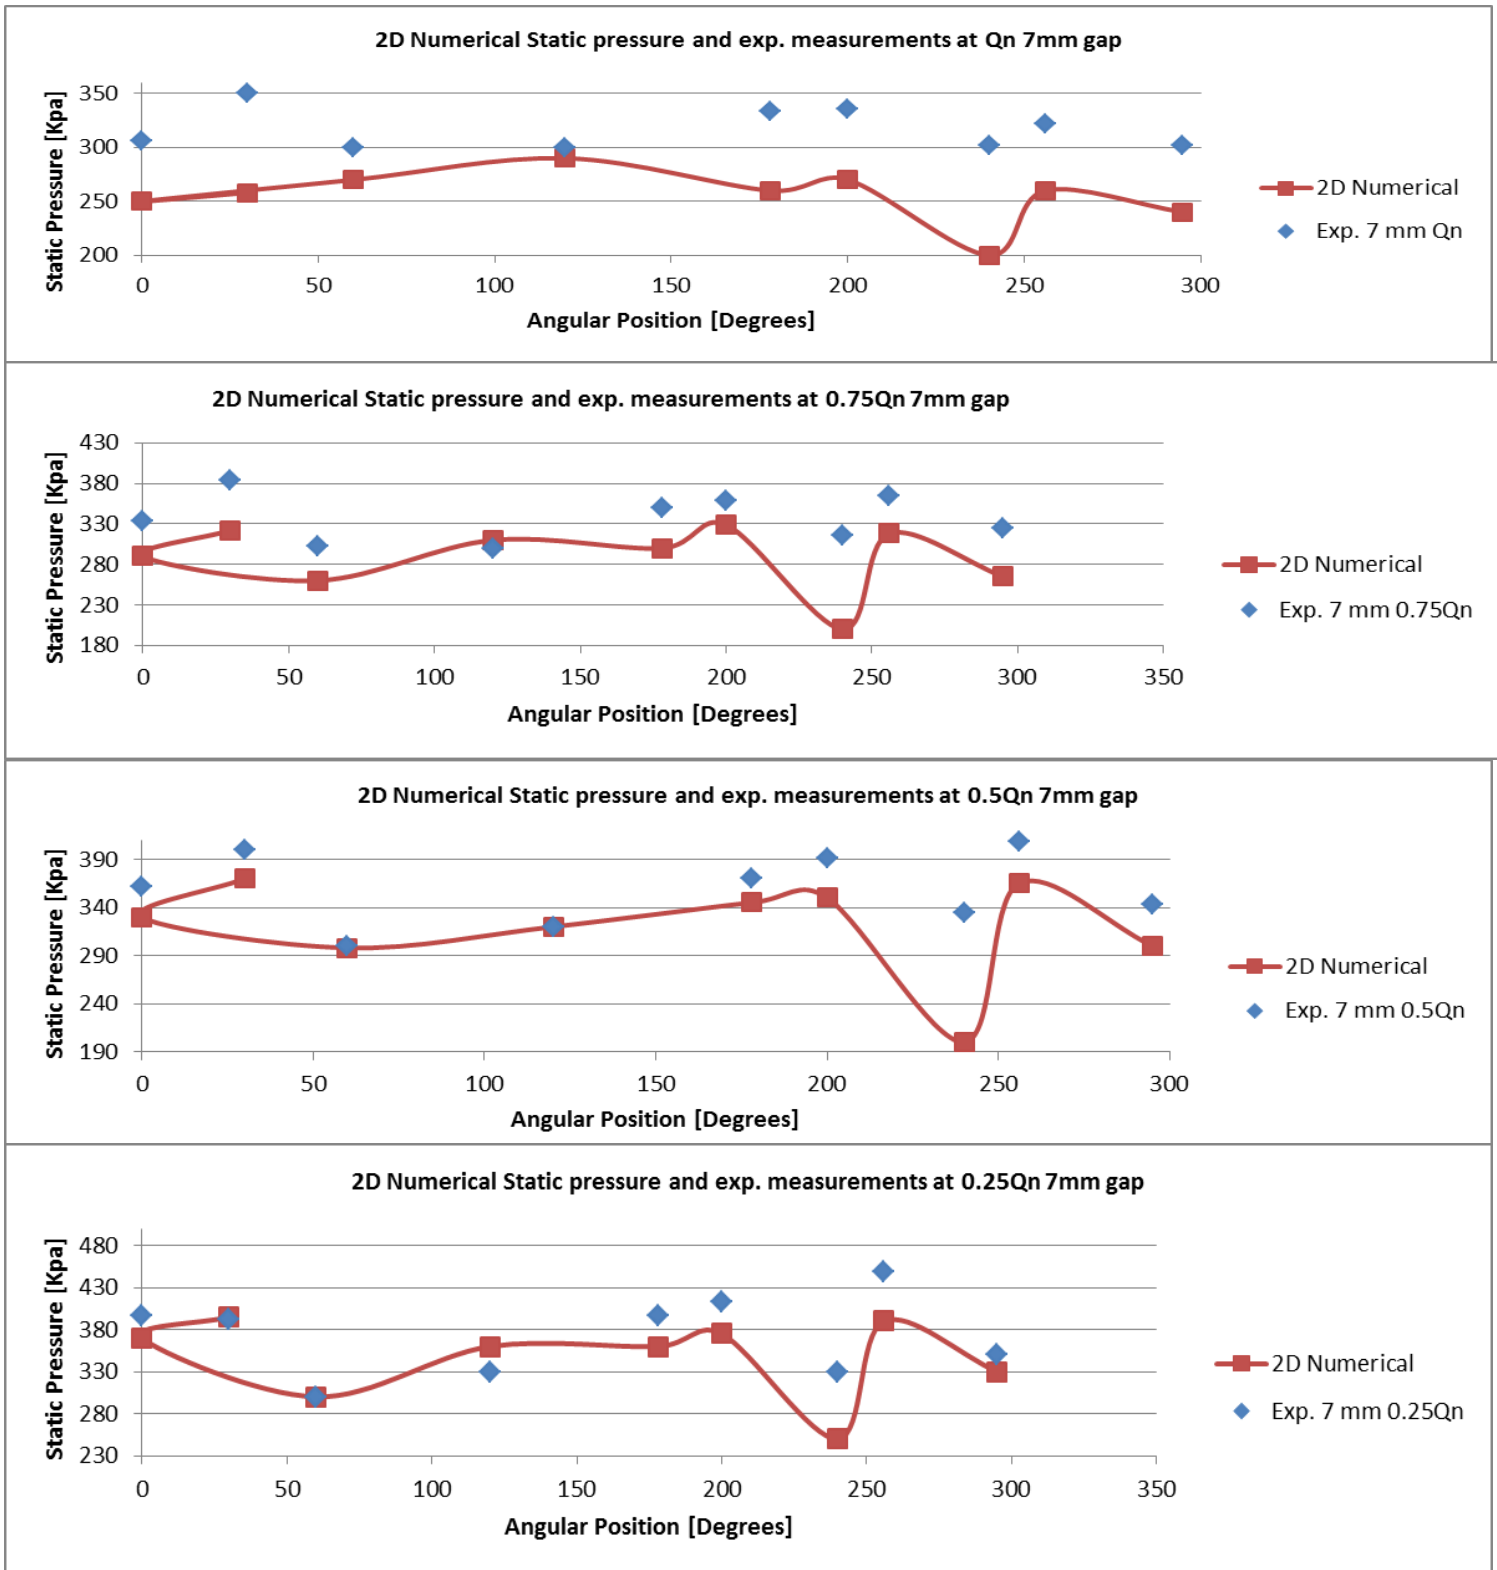 2D Numerical Static pressure and exp. measurements at Qn 7mm gap
Static Pressure [Kpa]
350
300
250
200
0 50 100 150 200 250 300
Angular Position [Degrees]
2D Numerical
Exp. 7 mm Qn
2D Numerical Static pressure and exp. measurements at 0.75Qn 7mm gap
Static Pressure [Kpa]
430
380
330
280
230
180
0 50 100 150 200 250 300 350
Angular Position [Degrees]
2D Numerical
Exp. 7 mm 0.75Qn
2D Numerical Static pressure and exp. measurements at 0.5Qn 7mm gap
Static Pressure [Kpa]
390
340
290
240
190
0 50 100 150 200 250 300
Angular Position [Degrees]
2D Numerical
Exp. 7 mm 0.5Qn
2D Numerical Static pressure and exp. measurements at 0.25Qn 7mm gap
Static Pressure [Kpa]
480
430
380
330
280
230
0 50 100 150 200 250 300 350
Angular Position [Degrees]
2D Numerical
Exp. 7 mm 0.25Qn